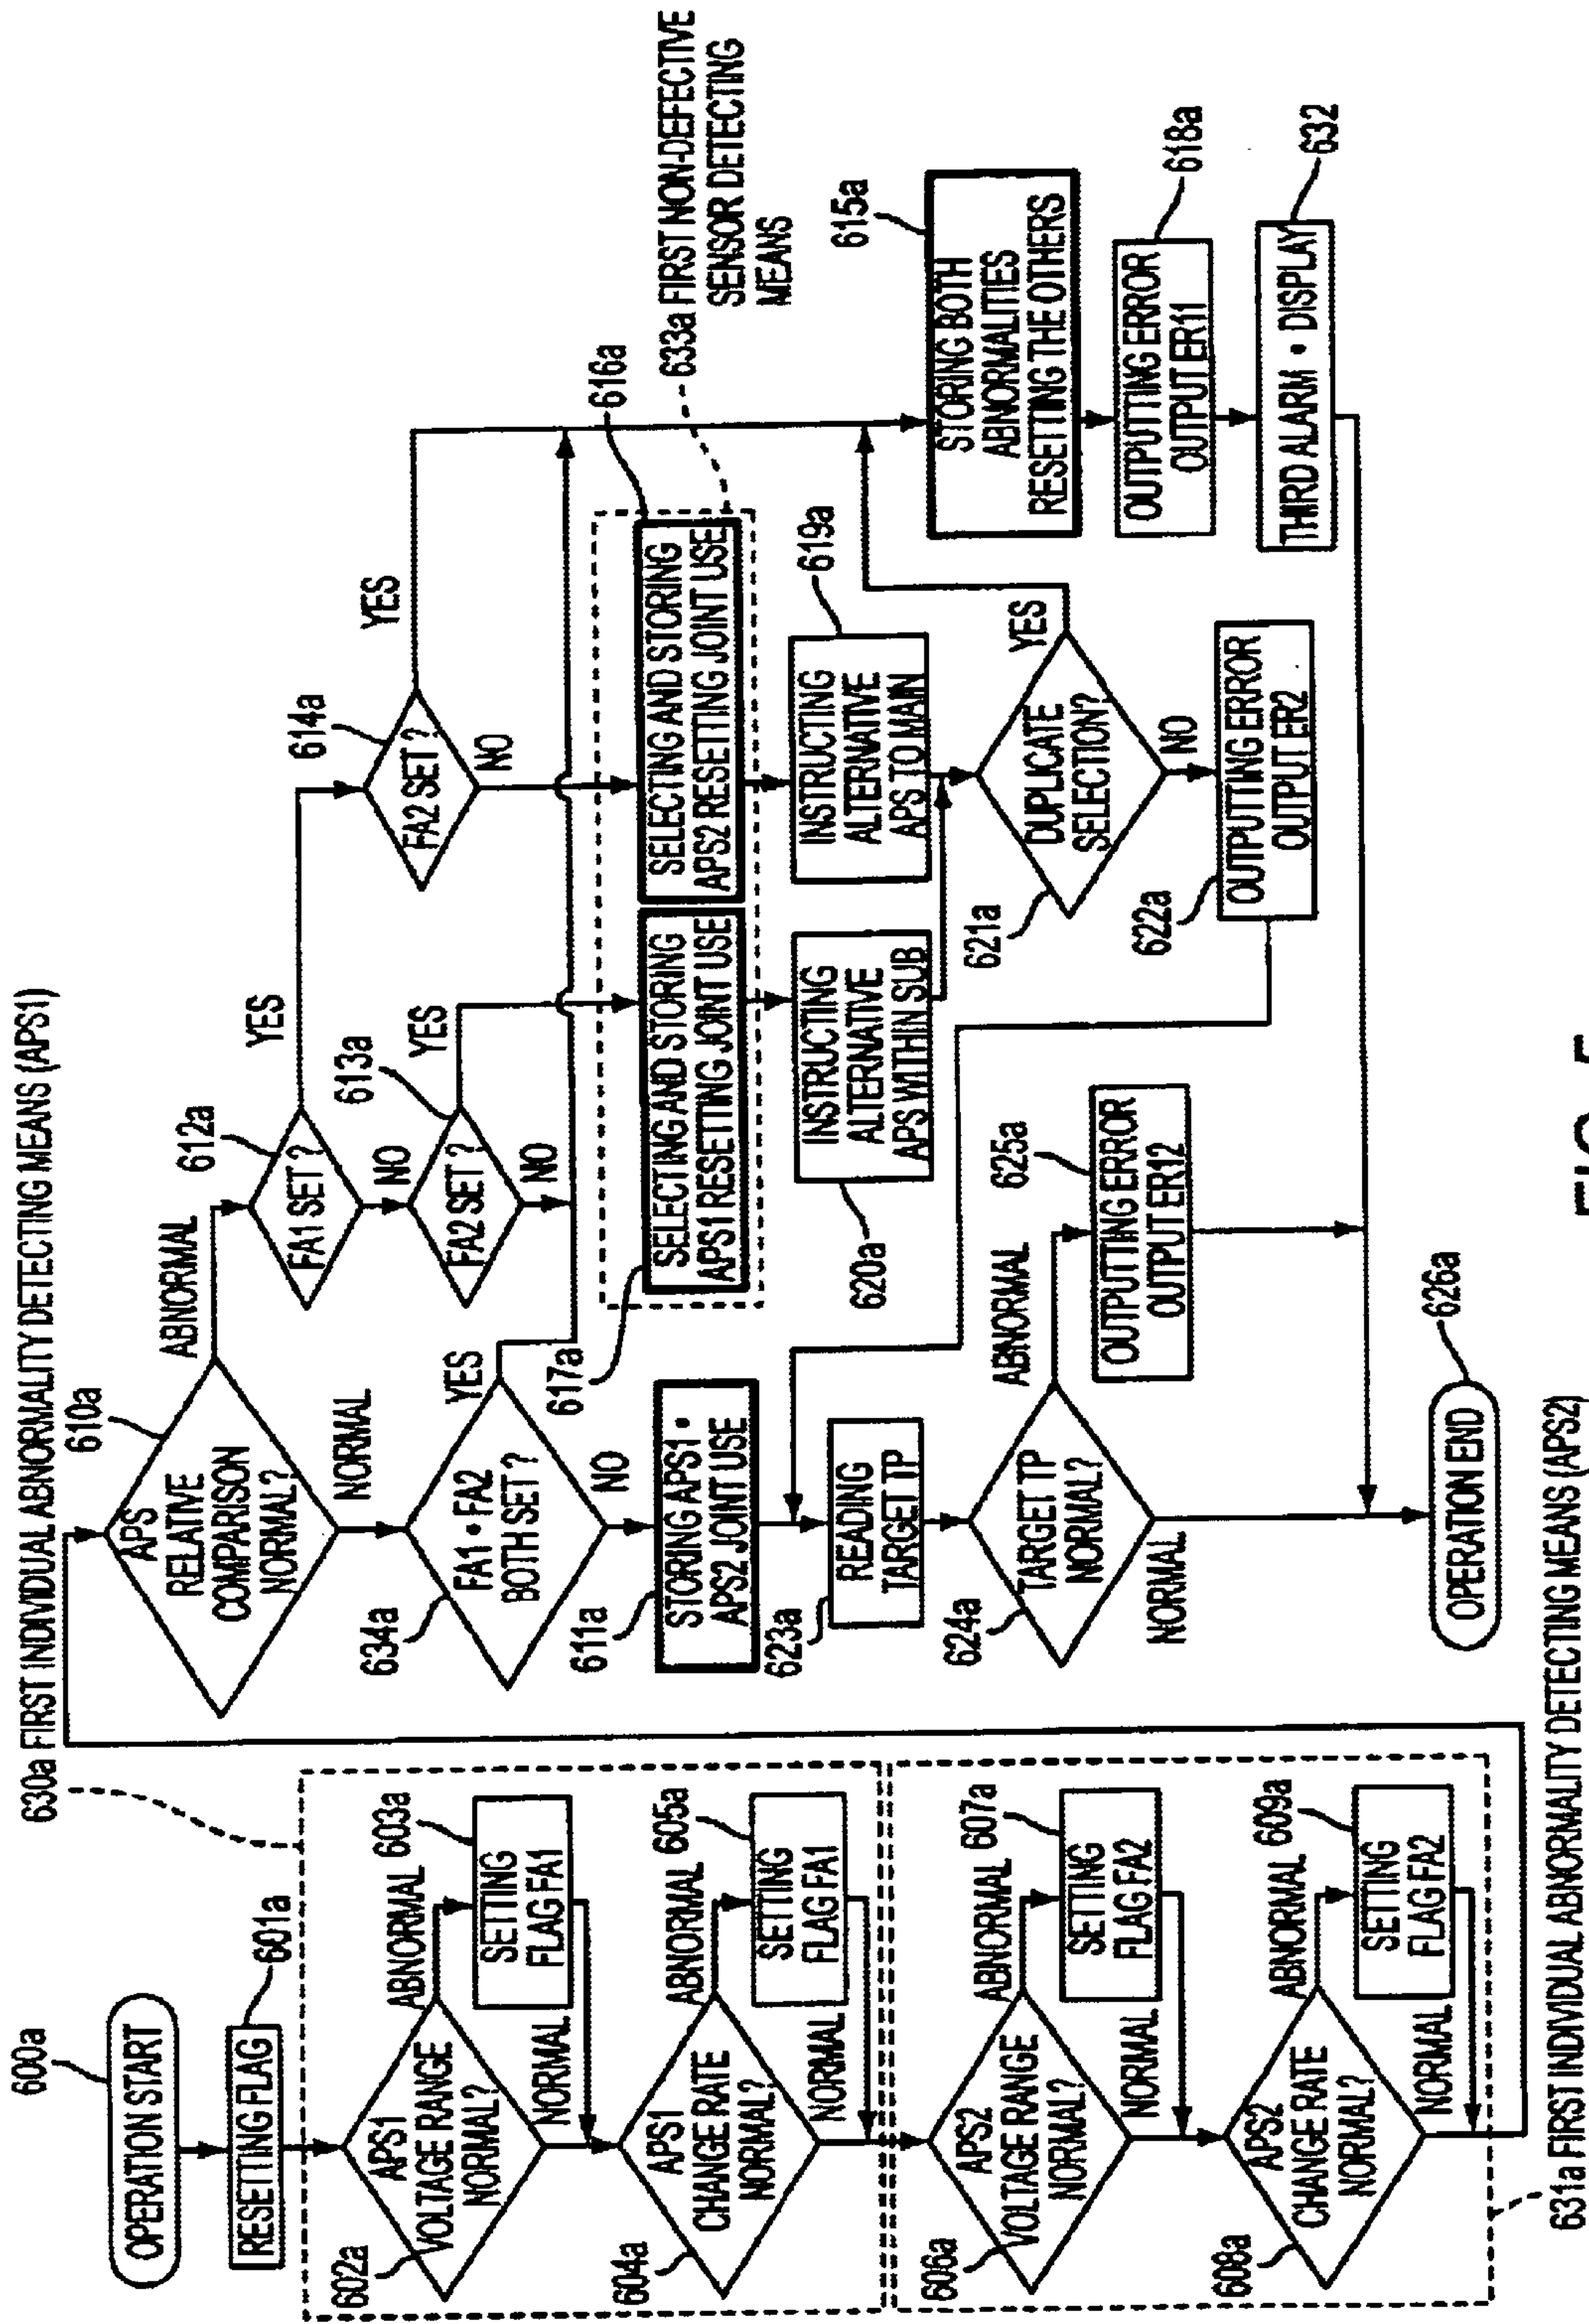 630a FIRST INDIVIDUAL ABNORMALITY DETECTING MEANS (APS1)
600a
OPERATION START
RESETTING FLAG
601a
APS1
VOLTAGE RANGE
NORMAL?
602a
ABNORMAL
603a
SETTING
FLAG FA1
NORMAL
APS1
CHANGE RATE
NORMAL?
604a
ABNORMAL
605a
SETTING
FLAG FA1
NORMAL
APS2
VOLTAGE RANGE
NORMAL?
606a
ABNORMAL
607a
SETTING
FLAG FA2
NORMAL
APS2
CHANGE RATE
NORMAL?
608a
ABNORMAL
609a
SETTING
FLAG FA2
NORMAL
631a FIRST INDIVIDUAL ABNORMALITY DETECTING MEANS (APS2)
APS
RELATIVE
COMPARISON
NORMAL?
610a
ABNORMAL
NORMAL
FA1 • FA2
BOTH SET ?
634a
YES
NO
STORING APS1 •
APS2 JOINT USE
611a
READING
TARGET TP
623a
TARGET TP
NORMAL?
624a
ABNORMAL
NORMAL
OUTPUTTING ERROR
OUTPUT ER12
625a
OPERATION END
626a
FA1 SET ?
612a
YES
NO
FA2 SET ?
613a
YES
NO
FA2 SET ?
614a
YES
NO
SELECTING AND STORING
APS1 RESETTING JOINT USE
617a
SELECTING AND STORING
APS2 RESETTING JOINT USE
616a
633a FIRST NON-DEFECTIVE
SENSOR DETECTING
MEANS
INSTRUCTING
ALTERNATIVE
APS WITHIN SUB
620a
INSTRUCTING
ALTERNATIVE
APS TO MAIN
619a
DUPLICATE
SELECTION?
621a
YES
NO
OUTPUTTING ERROR
OUTPUT ER2
622a
STORING BOTH
ABNORMALITIES
RESETTING THE OTHERS
615a
OUTPUTTING ERROR
OUTPUT ER11
618a
THIRD ALARM • DISPLAY
632